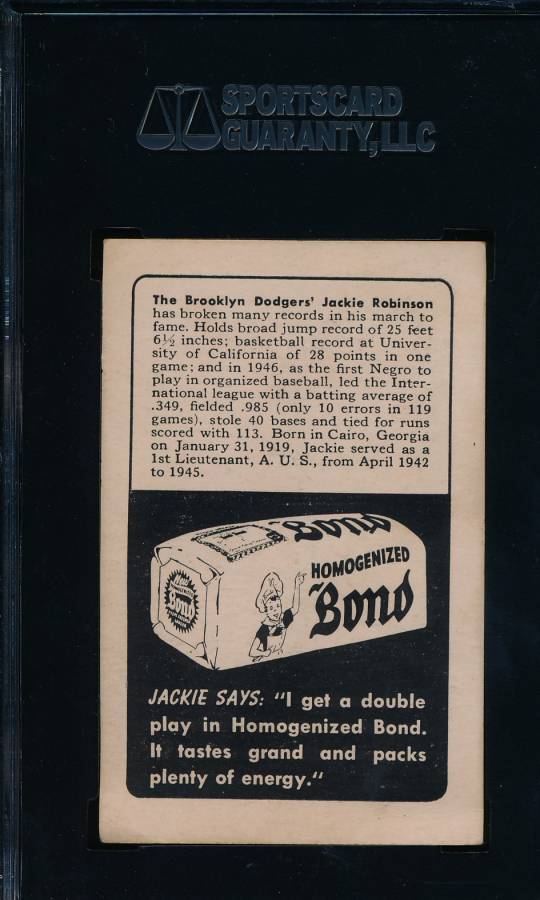 SPORTSCARD
GUARANTY, LLC
The Brooklyn Dodgers' Jackie Robinson
has broken many records in his march to
fame. Holds broad jump record of 25 feet
6½ inches; basketball record at Univer-
sity of California of 28 points in one
game; and in 1946, as the first Negro to
play in organized baseball, led the Inter-
national league with a batting average of
.349, fielded .985 (only 10 errors in 119
games), stole 40 bases and tied for runs
scored with 113. Born in Cairo, Georgia
on January 31, 1919, Jackie served as a
1st Lieutenant, A. U. S., from April 1942
to 1945.
Bond
HOMOGENIZED
Bond
Bond
JACKIE SAYS: "I get a double
play in Homogenized Bond.
It tastes grand and packs
plenty of energy."